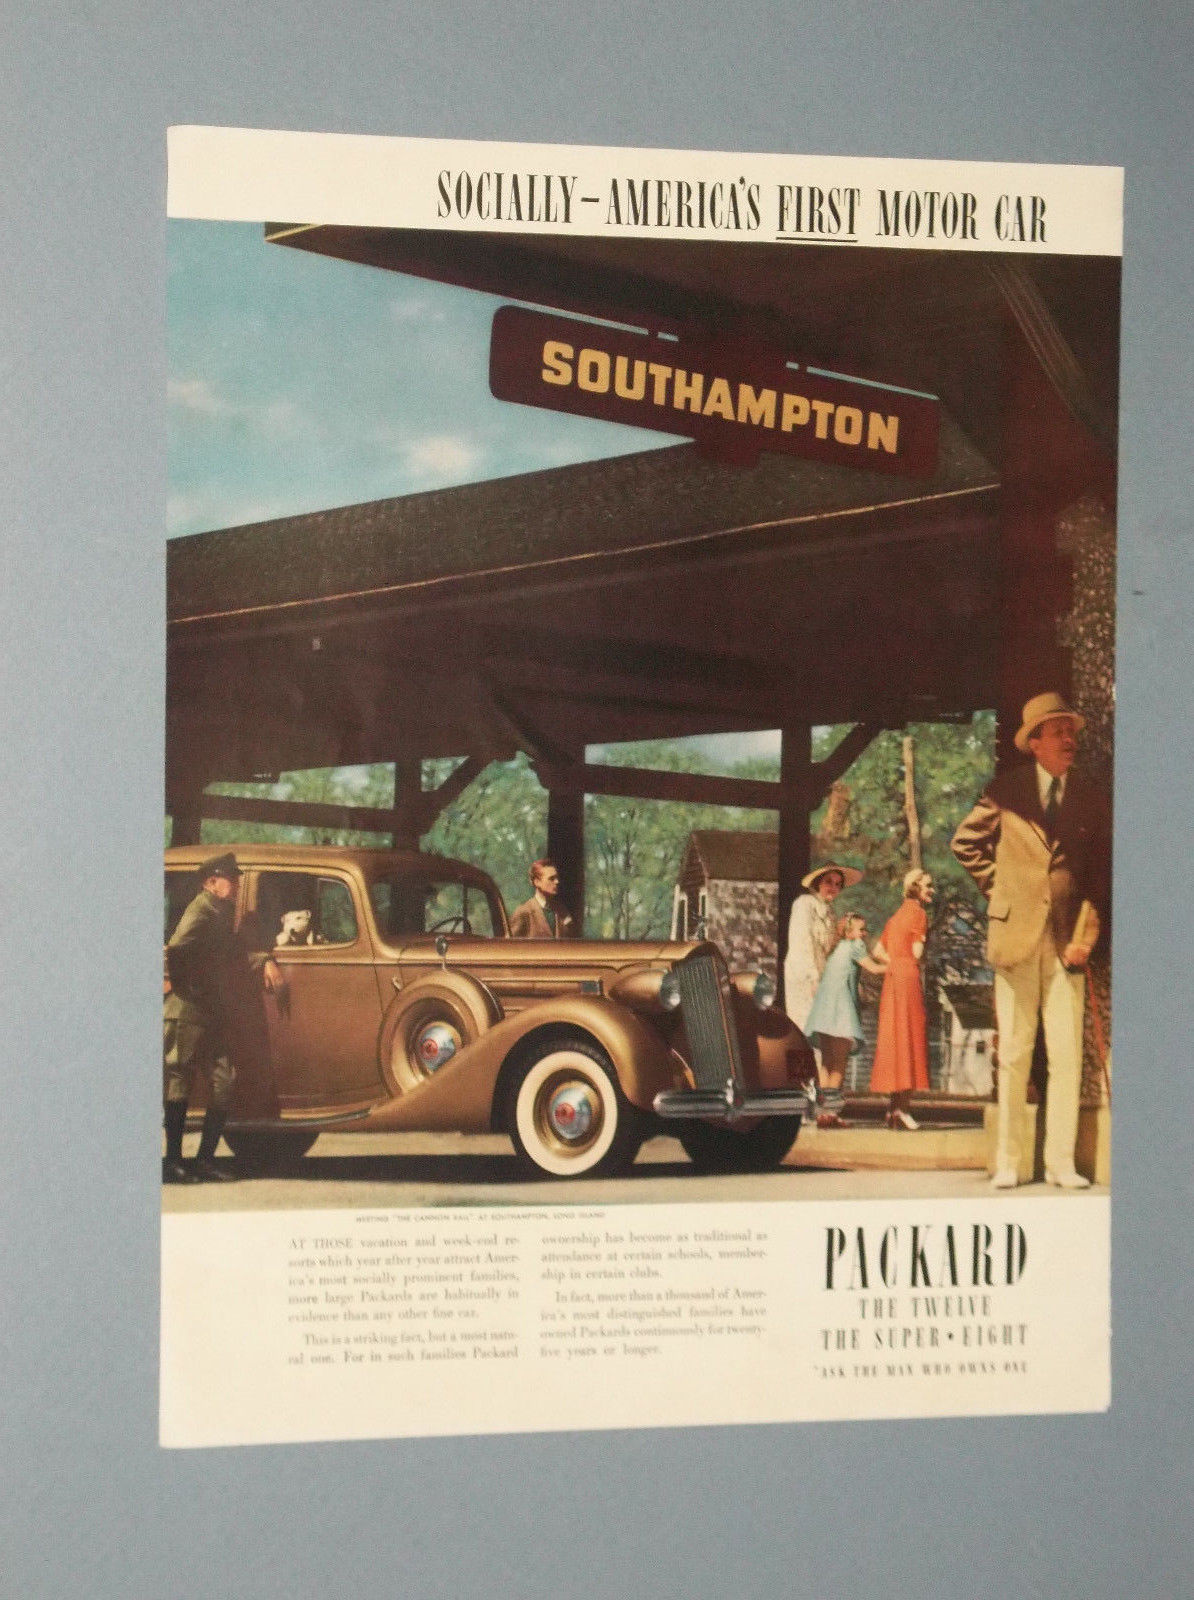 SOCIALLY–AMERICA'S FIRST MOTOR CAR
SOUTHAMPTON
MEETING "THE CANNON BALL" AT SOUTHAMPTON, LONG ISLAND
AT THOSE vacation and week-end re-
sorts which year after year attract Amer-
ica's most socially prominent families,
more large Packards are habitually in
evidence than any other fine car.
This is a striking fact, but a most natu-
ral one. For in such families Packard
ownership has become as traditional as
attendance at certain schools, member-
ship in certain clubs.
In fact, more than a thousand of Amer-
ica's most distinguished families have
owned Packards continuously for twenty-
five years or longer.
PACKARD
THE TWELVE
THE SUPER • EIGHT
"ASK THE MAN WHO OWNS ONE